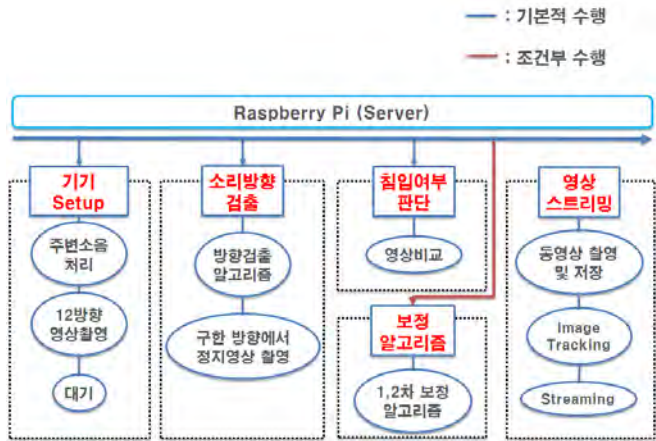 : 기본적 수행
: 조건부 수행
Raspberry Pi (Server)
기기
Setup
주변소음
처리
12방향
영상촬영
대기
소리방향
검출
방향검출
알고리즘
구한 방향에서
정지영상 촬영
침입여부
판단
영상비교
보정
알고리즘
1,2차 보정
알고리즘
영상
스트리밍
동영상 촬영
및 저장
Image
Tracking
Streaming